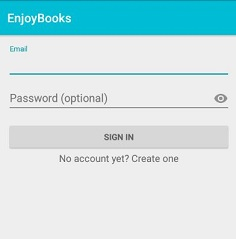 EnjoyBooks
Email
Password (optional)
SIGN IN
No account yet? Create one